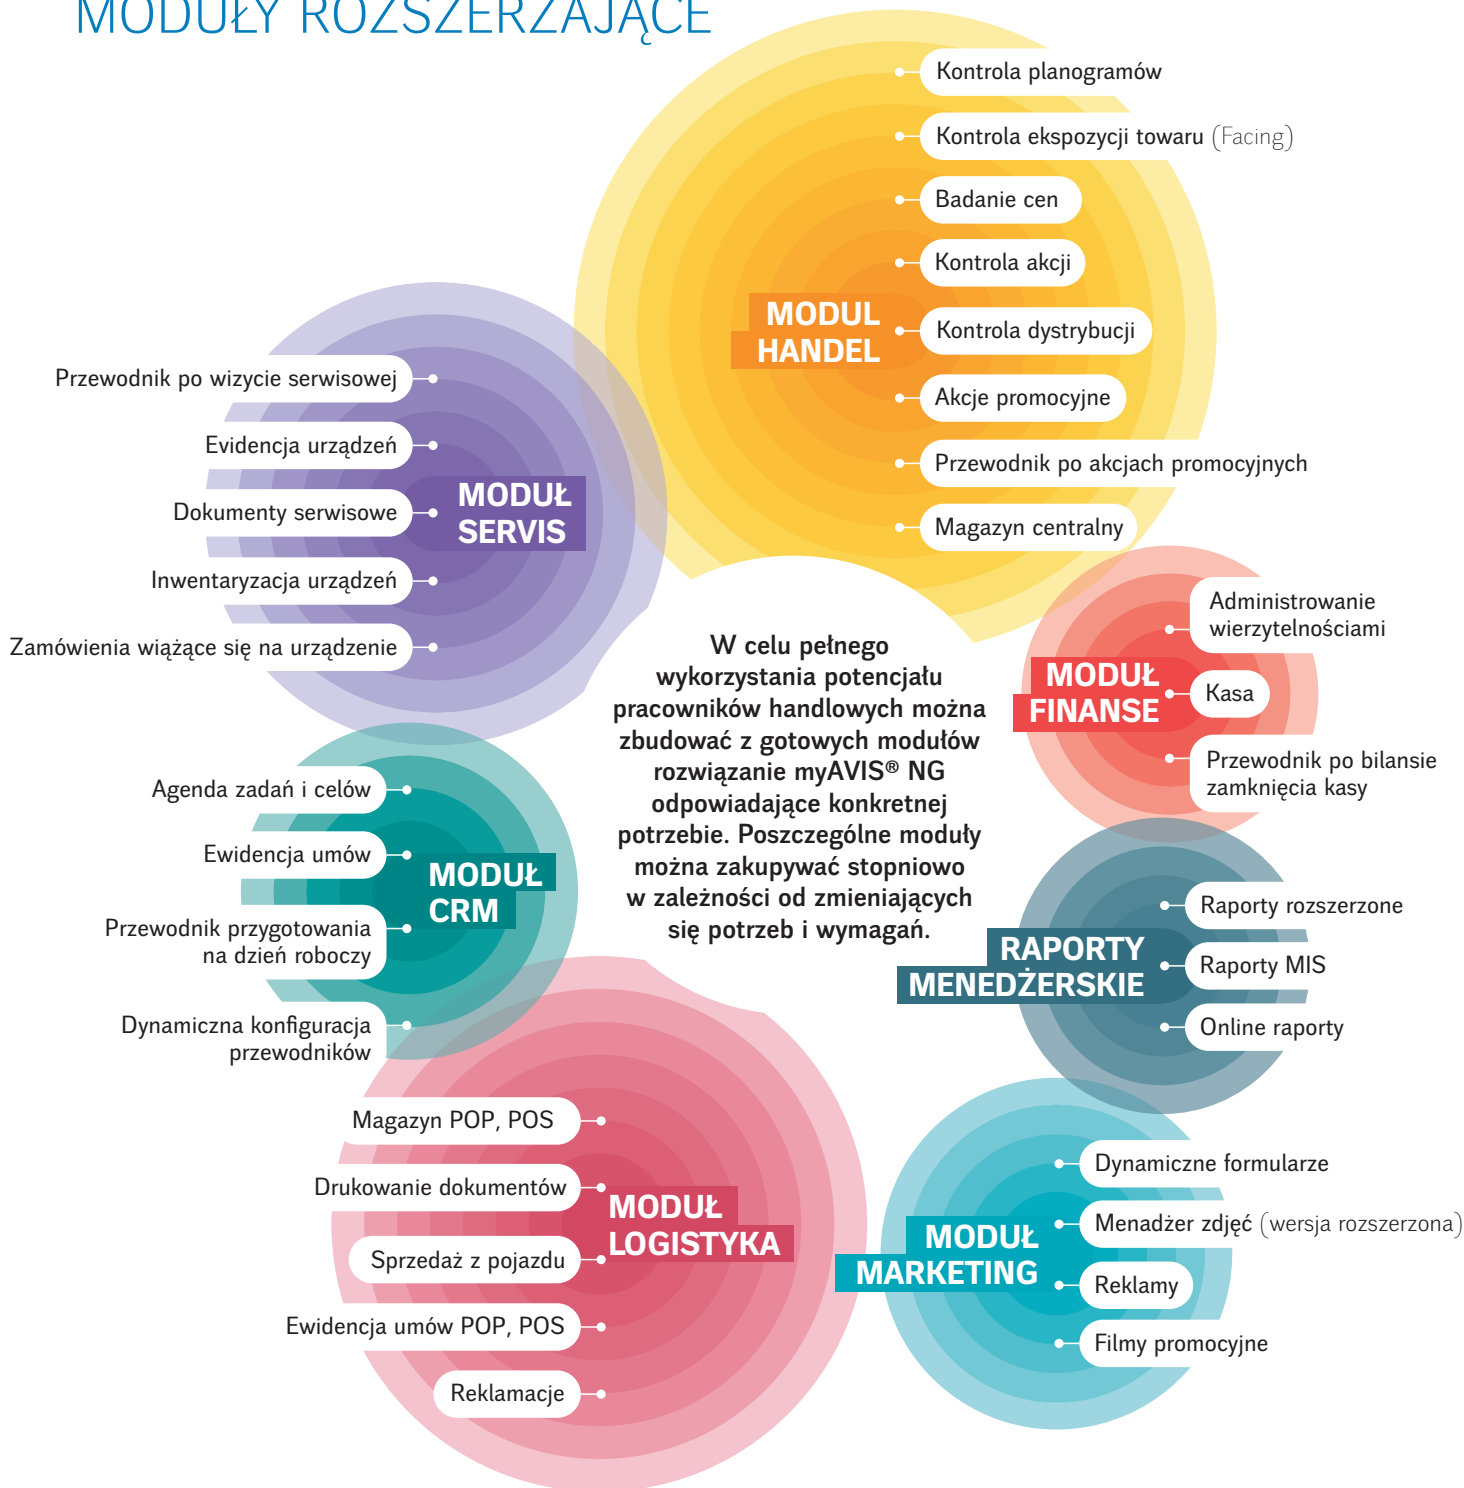 MODUŁY ROZSZERZAJĄCE
Kontrola planogramów
Kontrola ekspozycji towaru (Facing)
Badanie cen
Kontrola akcji
MODUL
HANDEL
Kontrola dystrybucji
Akcje promocyjne
Przewodnik po akcjach promocyjnych
Magazyn centralny
Przewodnik po wizycie serwisowej
Evidencja urządzeń
Dokumenty serwisowe
MODUŁ
SERVIS
Inwentaryzacja urządzeń
Zamówienia wiążące się na urządzenie
W celu pełnego
wykorzystania potencjału
pracowników handlowych można
zbudować z gotowych modułów
rozwiązanie myAVIS® NG
odpowiadające konkretnej
potrzebie. Poszczególne moduły
można zakupywać stopniowo
w zależności od zmieniających
się potrzeb i wymagań.
Administrowanie
wierzytelnościami
MODUŁ
FINANSE
Kasa
Przewodnik po bilansie
zamknięcia kasy
Agenda zadań i celów
Ewidencja umów
MODUŁ
CRM
Przewodnik przygotowania
na dzień roboczy
Dynamiczna konfiguracja
przewodników
Raporty rozszerzone
RAPORTY
MENEDŻERSKIE
Raporty MIS
Online raporty
Magazyn POP, POS
Drukowanie dokumentów
MODUŁ
LOGISTYKA
Sprzedaż z pojazdu
Ewidencja umów POP, POS
Reklamacje
Dynamiczne formularze
Menadżer zdjęć (wersja rozszerzona)
MODUŁ
MARKETING
Reklamy
Filmy promocyjne